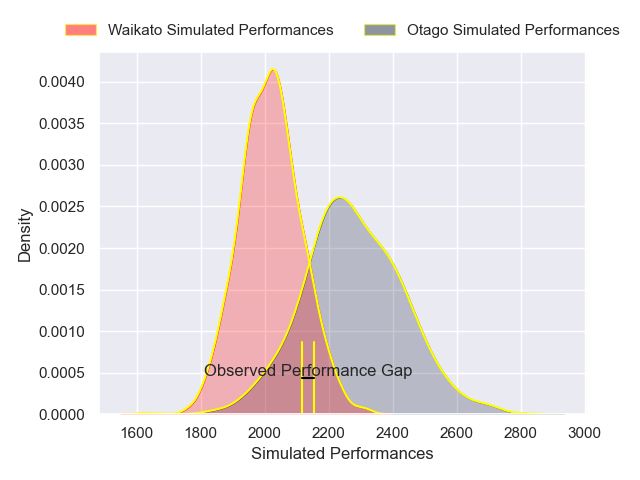 Waikato Simulated Performances Otago Simulated Performances
0.0040
0.0035
0.0030
0.0025
0.0020
0.0015
0.0010
0.0005
0.0000
Density
Observed Performance Gap
1600 1800 2000 2200 2400 2600 2800 3000
Simulated Performances